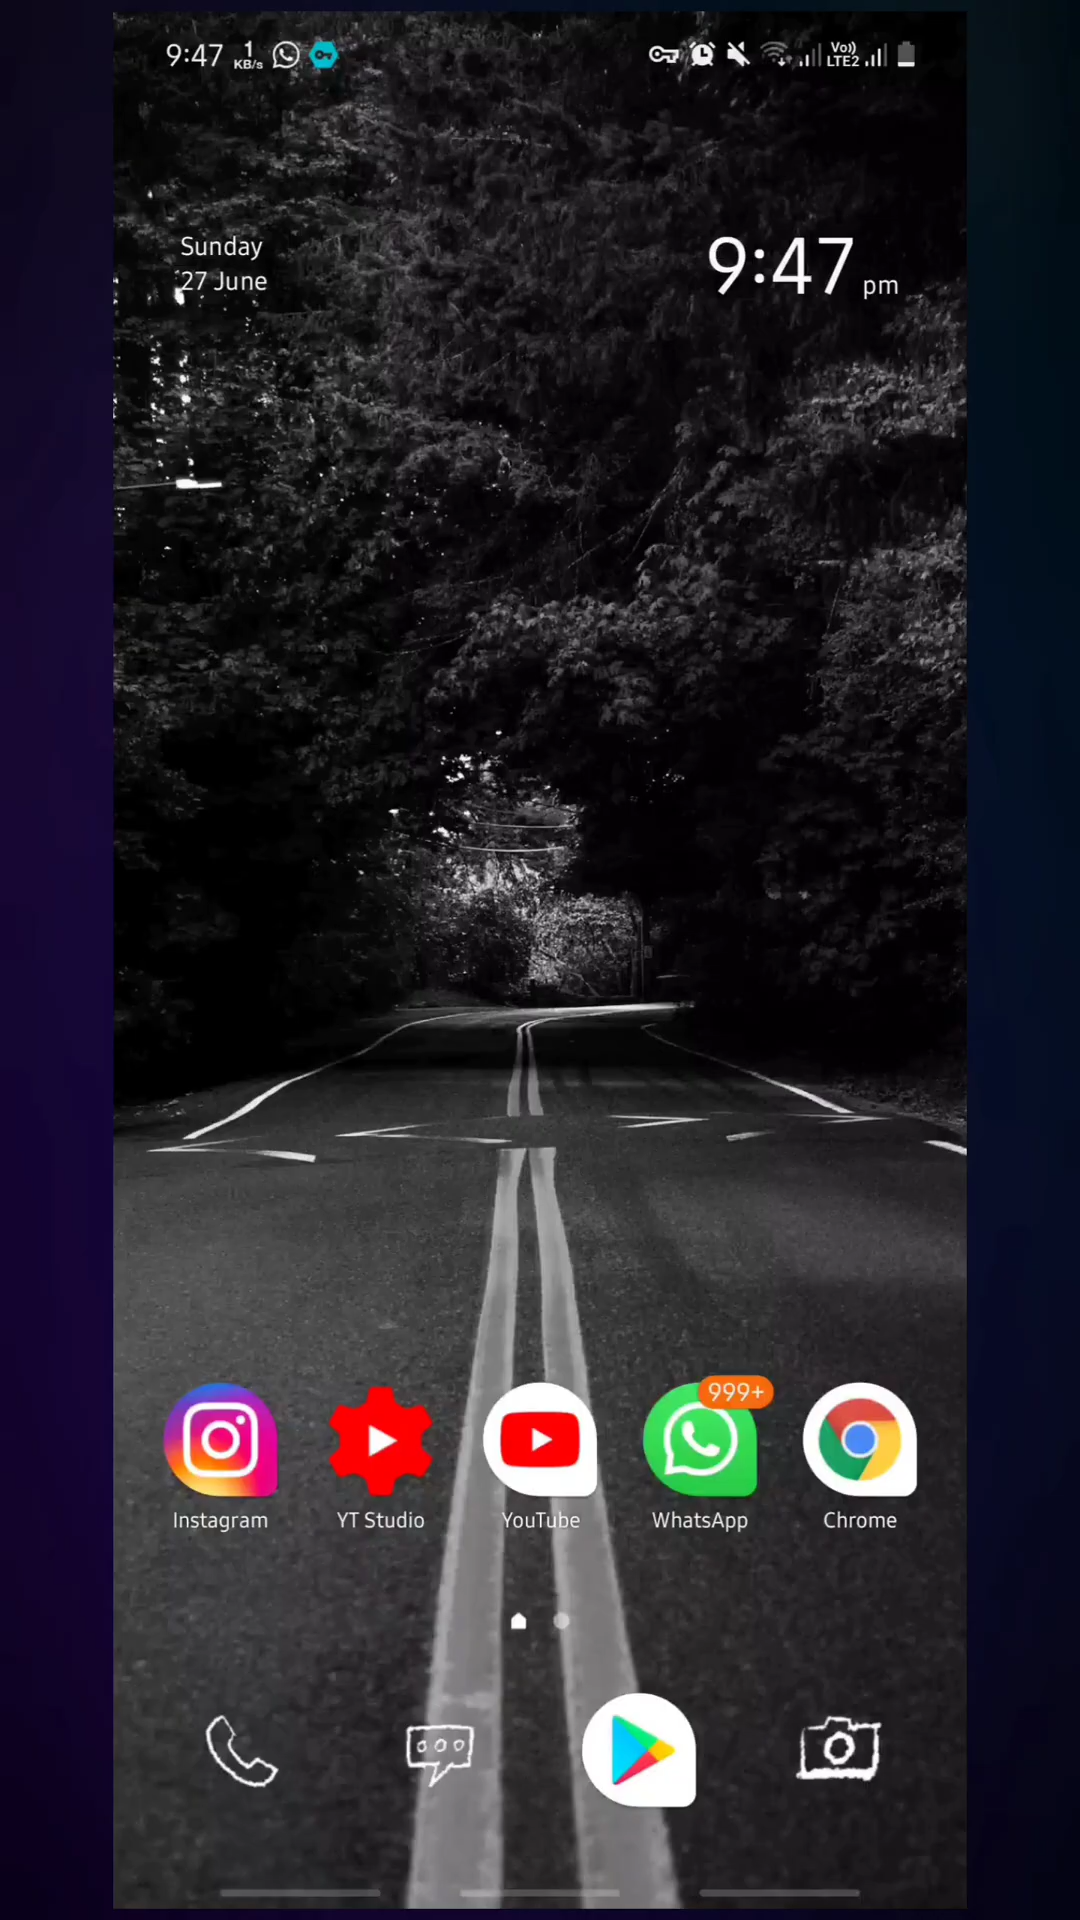 9:47 1 KB/s Vo)) LTE2
Sunday
27 June
9:47 pm
999+
Instagram YT Studio YouTube WhatsApp Chrome